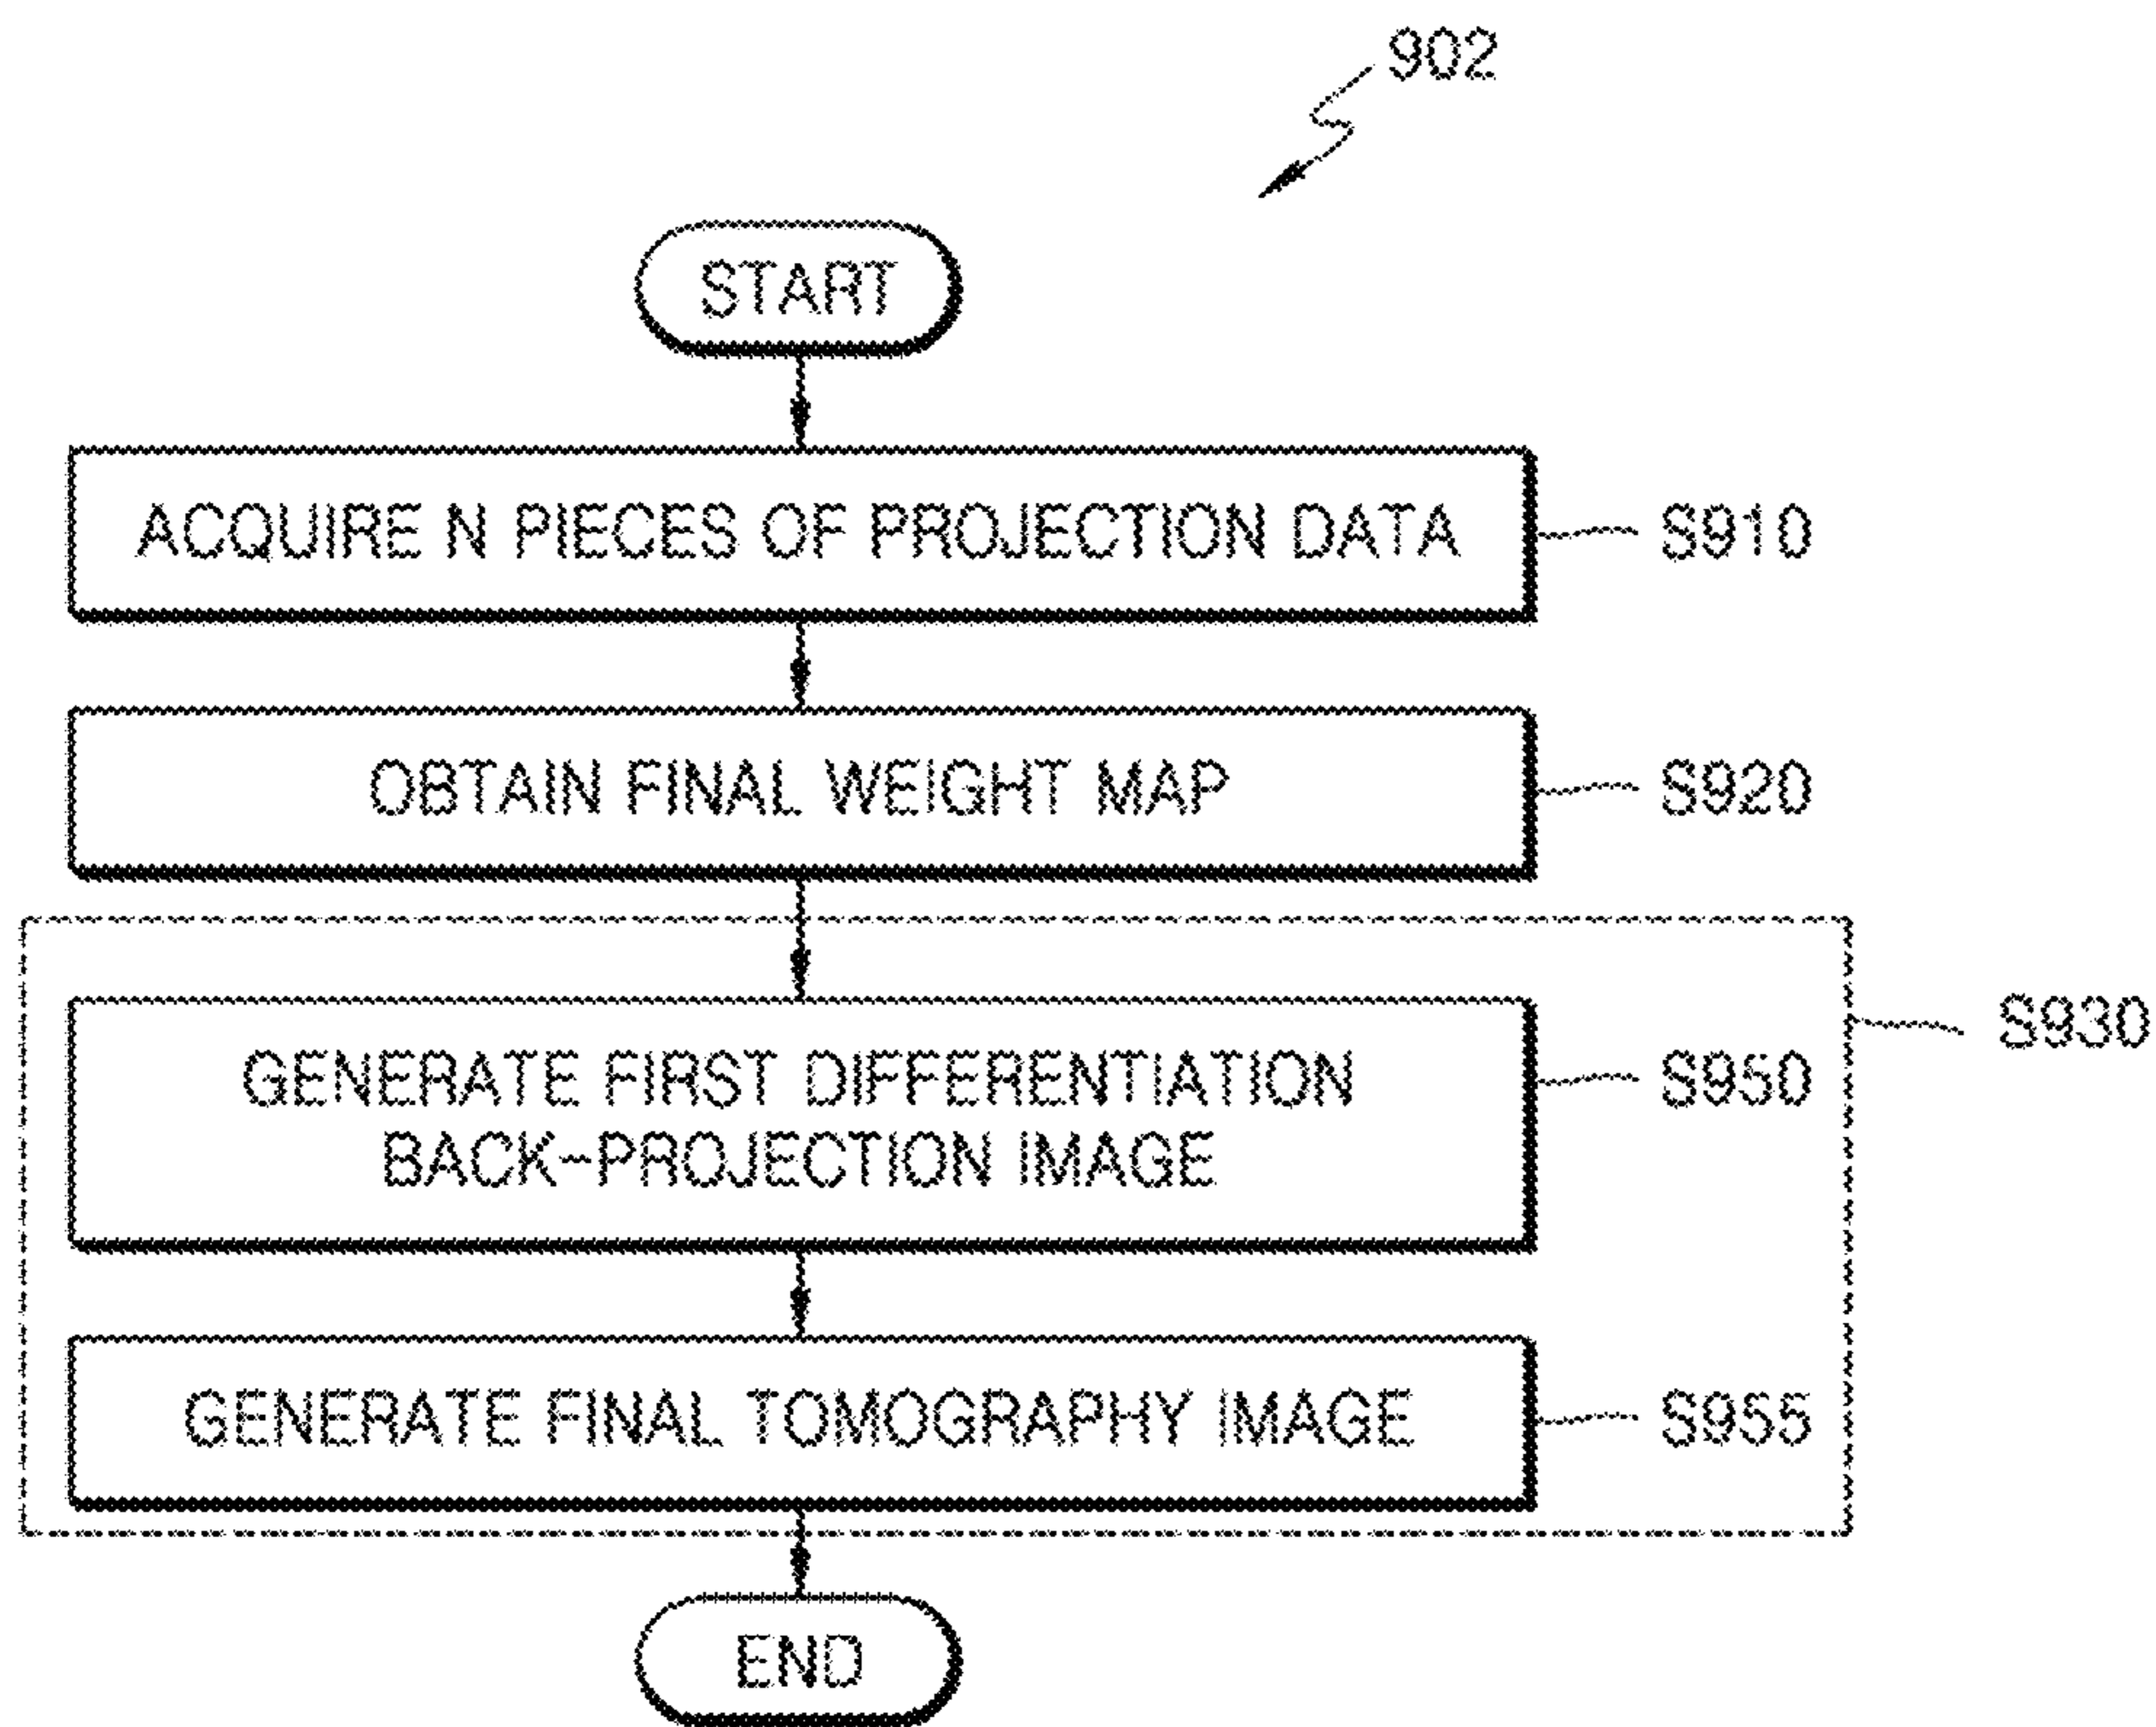 902
START
ACQUIRE N PIECES OF PROJECTION DATA
S910
OBTAIN FINAL WEIGHT MAP
S920
S930
GENERATE FIRST DIFFERENTIATION
BACK-PROJECTION IMAGE
S950
GENERATE FINAL TOMOGRAPHY IMAGE
S955
END